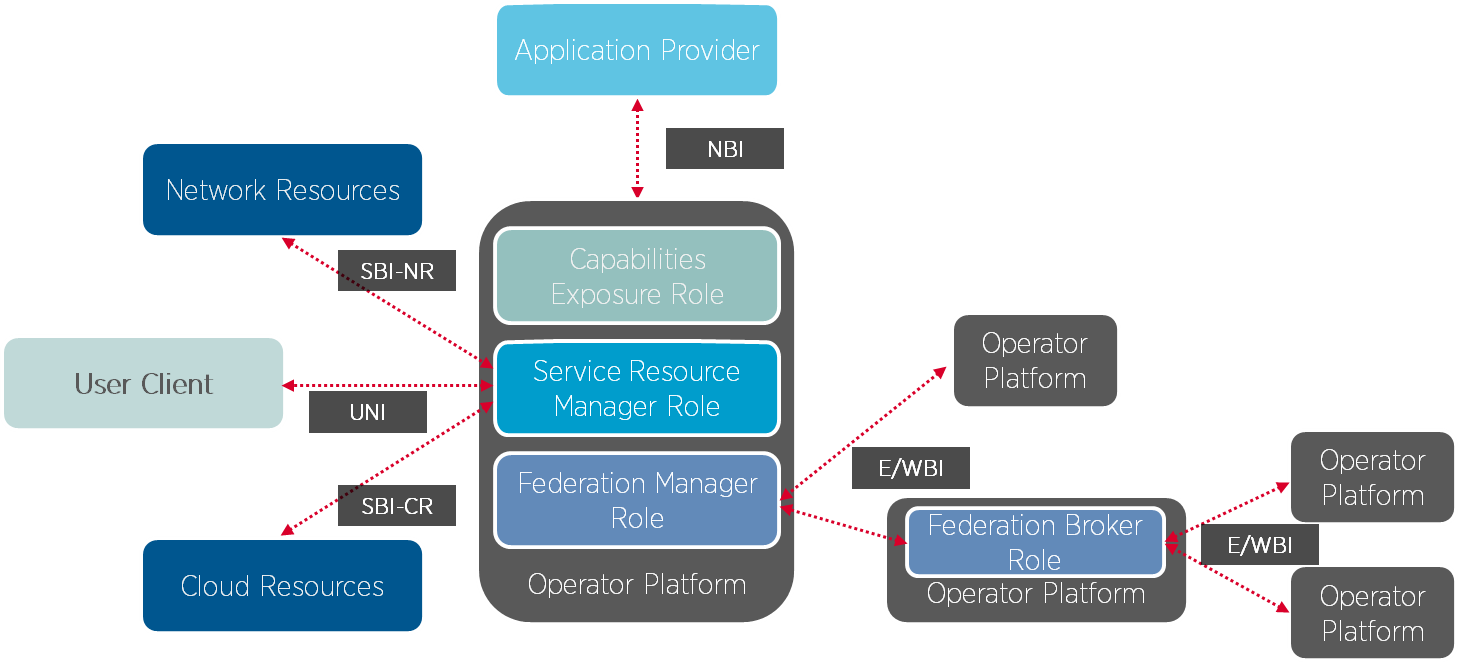 Application Provider
NBI
Network Resources
SBI-NR
Capabilities
Exposure Role
User Client
UNI
Service Resource
Manager Role
Operator
Platform
SBI-CR
Federation Manager
Role
E/WBI
Cloud Resources
Operator Platform
Federation Broker
Role
Operator Platform
Operator
Platform
E/WBI
Operator
Platform